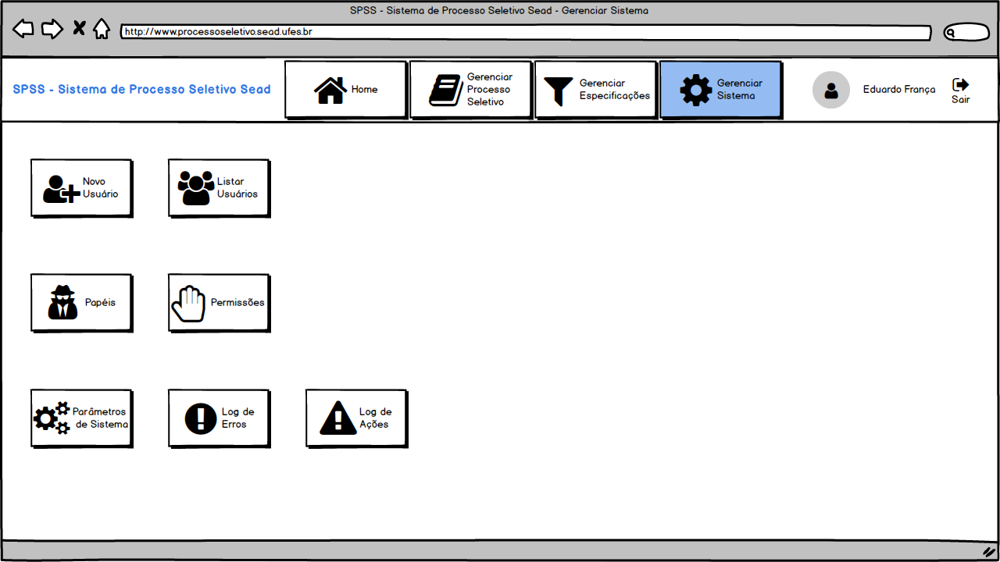 SPSS - Sistema de Processo Seletivo Sead - Gerenciar Sistema
http://www.processoseletivo.sead.ufes.br
SPSS - Sistema de Processo Seletivo Sead
Home
Gerenciar
Processo
Seletivo
Gerenciar
Especificações
Gerenciar
Sistema
Eduardo França
Sair
Novo
Usuário
Listar
Usuários
Papéis
Permissões
Parâmetros
de Sistema
Log de
Erros
Log de
Ações